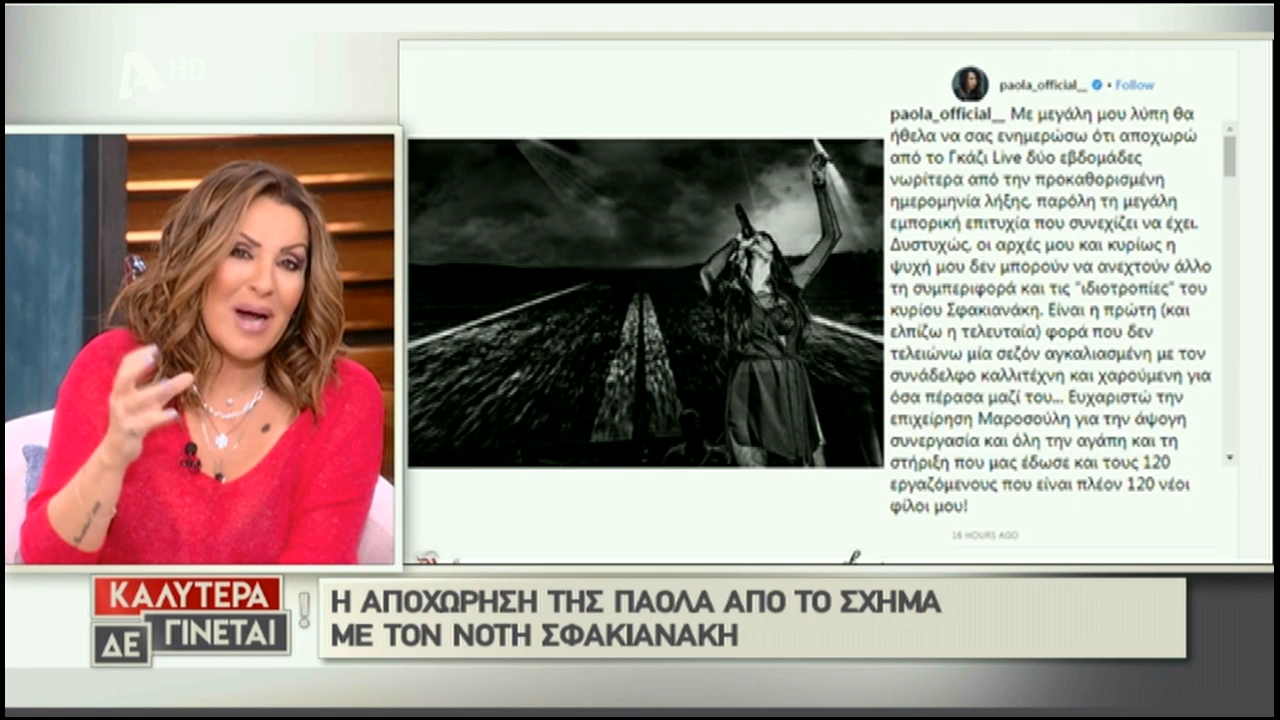 HD
paola_official__ • Follow
paola_official__ Με μεγάλη μου λύπη θα
ήθελα να σας ενημερώσω ότι αποχωρώ
από το Γκάζι Live δύο εβδομάδες
νωρίτερα από την προκαθορισμένη
ημερομηνία λήξης, παρόλη τη μεγάλη
εμπορική επιτυχία που συνεχίζει να έχει.
Δυστυχώς, οι αρχές μου και κυρίως η
ψυχή μου δεν μπορούν να ανεχτούν άλλο
τη συμπεριφορά και τις "ιδιοτροπίες" του
κυρίου Σφακιανάκη. Είναι η πρώτη (και
ελπίζω η τελευταία) φορά που δεν
τελειώνω μία σεζόν αγκαλιασμένη με τον
συνάδελφο καλλιτέχνη και χαρούμενη για
όσα πέρασα μαζί του... Ευχαριστώ την
επιχείρηση Μαροσούλη για την άψογη
συνεργασία και όλη την αγάπη και τη
στήριξη που μας έδωσε και τους 120
εργαζόμενους που είναι πλέον 120 νέοι
φίλοι μου!
16 HOURS AGO
ΚΑΛΥΤΕΡΑ
ΔΕ ΓΙΝΕΤΑΙ !
Η ΑΠΟΧΩΡΗΣΗ ΤΗΣ ΠΑΟΛΑ ΑΠΟ ΤΟ ΣΧΗΜΑ
ΜΕ ΤΟΝ ΝΟΤΗ ΣΦΑΚΙΑΝΑΚΗ